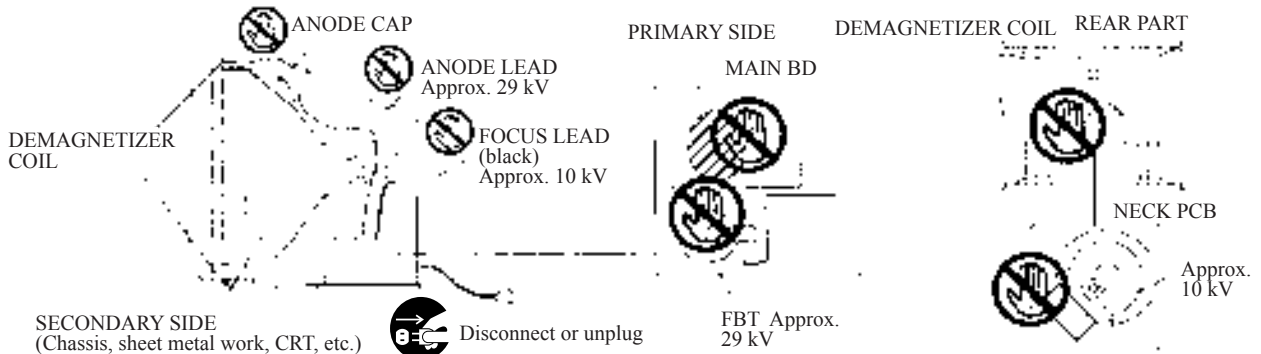 ANODE CAP
ANODE LEAD
Approx. 29 kV
FOCUS LEAD
(black)
Approx. 10 kV
DEMAGNETIZER
COIL
SECONDARY SIDE
(Chassis, sheet metal work, CRT, etc.)
Disconnect or unplug
PRIMARY SIDE
MAIN BD
FBT Approx.
29 kV
DEMAGNETIZER COIL
REAR PART
NECK PCB
Approx.
10 kV